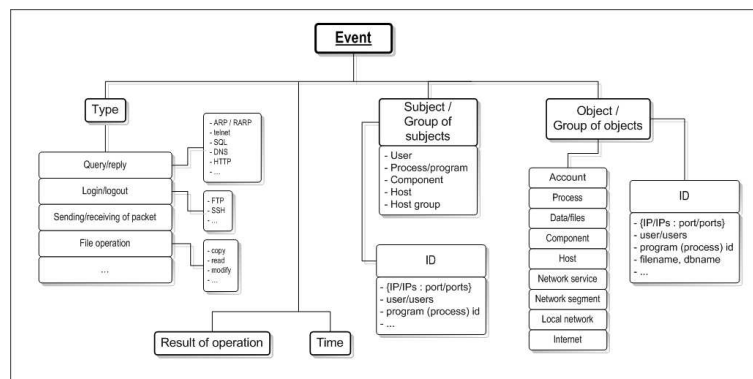 Event
Type
Query/reply
Login/logout
Sending/receiving of packet
File operation
...
- ARP / RARP
- telnet
- SQL
- DNS
- HTTP
- ...
- FTP
- SSH
- ...
- copy
- read
- modify
- ...
Result of operation
Time
Subject /
Group of
subjects
- User
- Process/program
- Component
- Host
- Host group
ID
- {IP/IPs : port/ports}
- user/users
- program (process) id
- ...
Object /
Group of objects
Account
Process
Data/files
Component
Host
Network service
Network segment
Local network
Internet
ID
- {IP/IPs : port/ports}
- user/users
- program (process) id
- filename, dbname
- ...